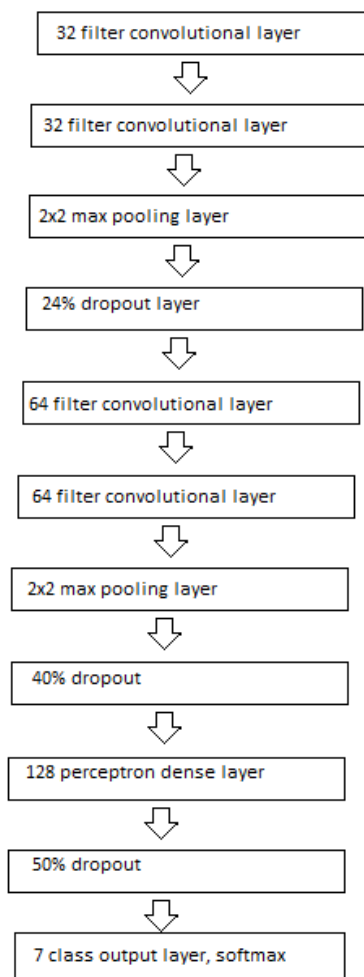 32 filter convolutional layer
32 filter convolutional layer
2x2 max pooling layer
24% dropout layer
64 filter convolutional layer
64 filter convolutional layer
2x2 max pooling layer
40% dropout
128 perceptron dense layer
50% dropout
7 class output layer, softmax